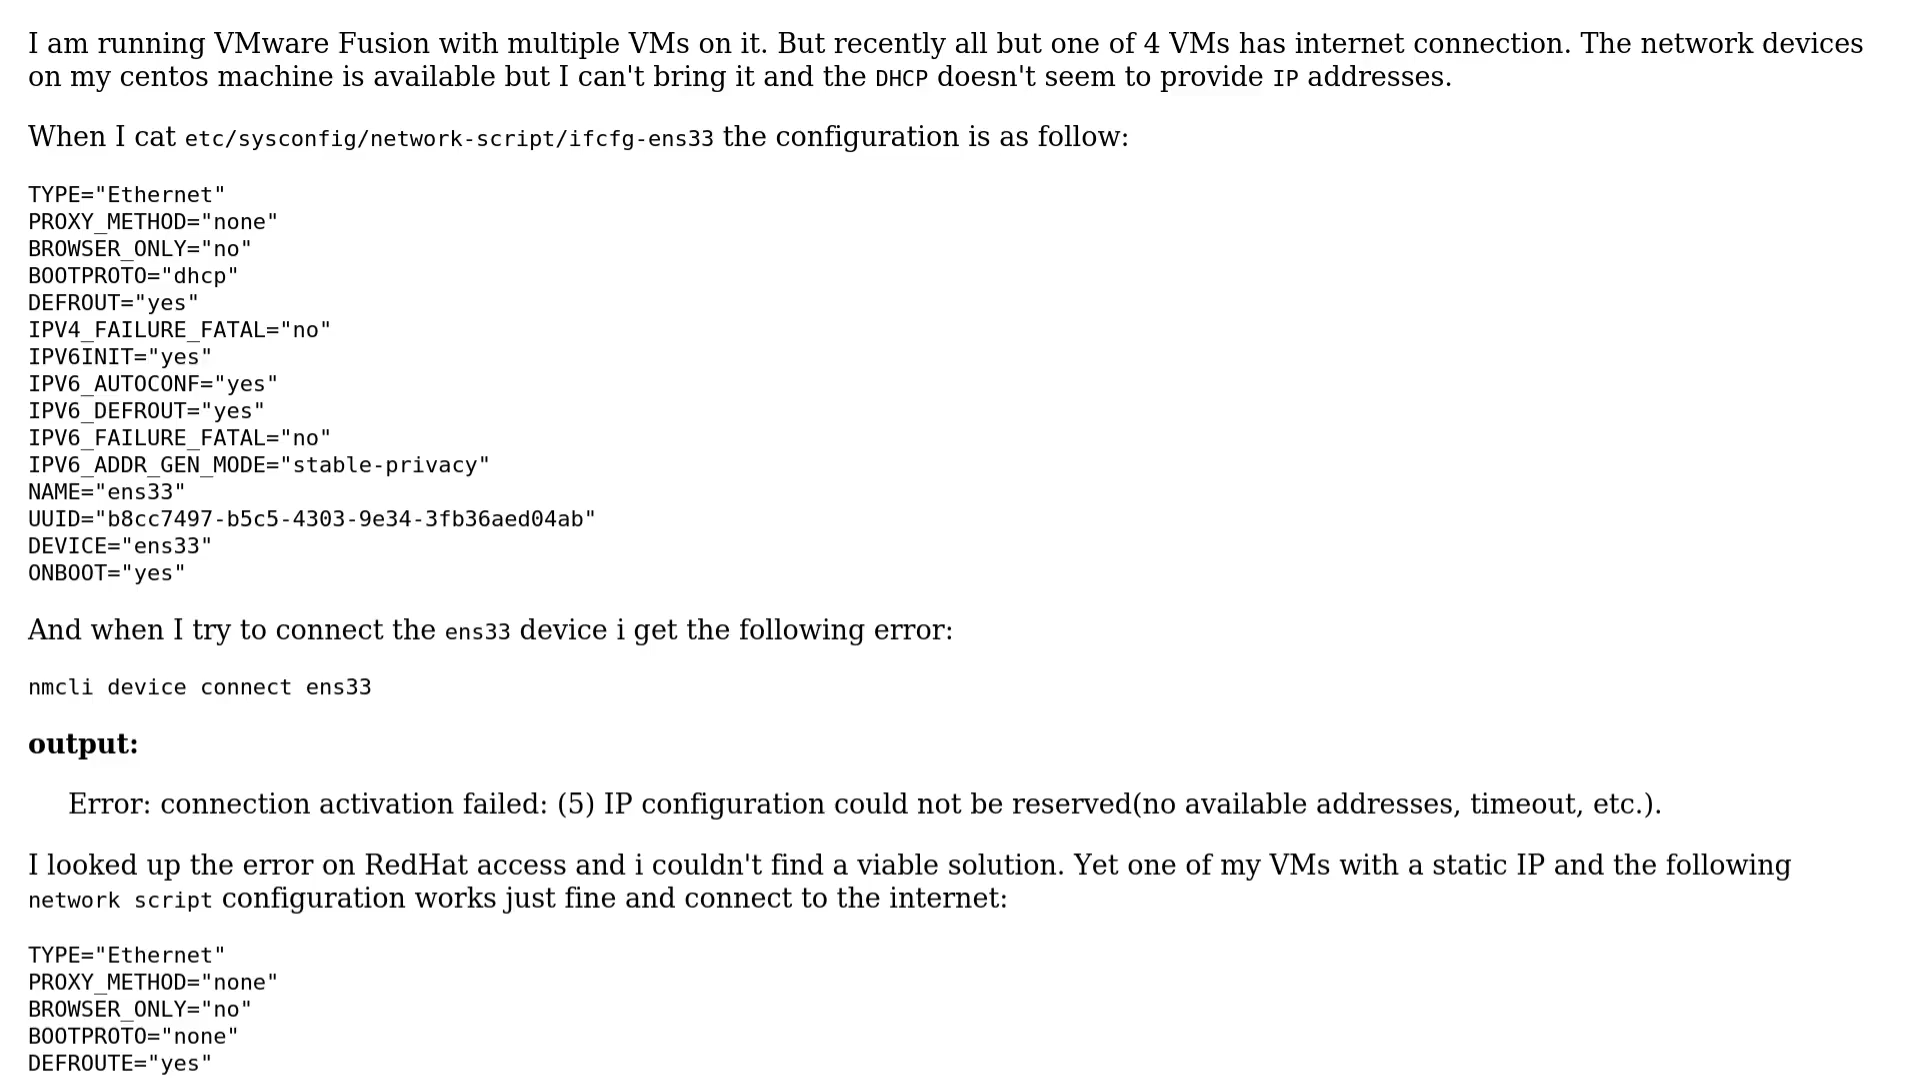 I am running VMware Fusion with multiple VMs on it. But recently all but one of 4 VMs has internet connection. The network devices
on my centos machine is available but I can't bring it and the DHCP doesn't seem to provide IP addresses.
When I cat etc/sysconfig/network-script/ifcfg-ens33 the configuration is as follow:
TYPE="Ethernet"
PROXY_METHOD="none"
BROWSER_ONLY="no"
BOOTPROTO="dhcp"
DEFROUT="yes"
IPV4_FAILURE_FATAL="no"
IPV6INIT="yes"
IPV6_AUTOCONF="yes"
IPV6_DEFROUT="yes"
IPV6_FAILURE_FATAL="no"
IPV6_ADDR_GEN_MODE="stable-privacy"
NAME="ens33"
UUID="b8cc7497-b5c5-4303-9e34-3fb36aed04ab"
DEVICE="ens33"
ONBOOT="yes"
And when I try to connect the ens33 device i get the following error:
nmcli device connect ens33
output:
Error: connection activation failed: (5) IP configuration could not be reserved(no available addresses, timeout, etc.).
I looked up the error on RedHat access and i couldn't find a viable solution. Yet one of my VMs with a static IP and the following
network script configuration works just fine and connect to the internet:
TYPE="Ethernet"
PROXY_METHOD="none"
BROWSER_ONLY="no"
BOOTPROTO="none"
DEFROUTE="yes"